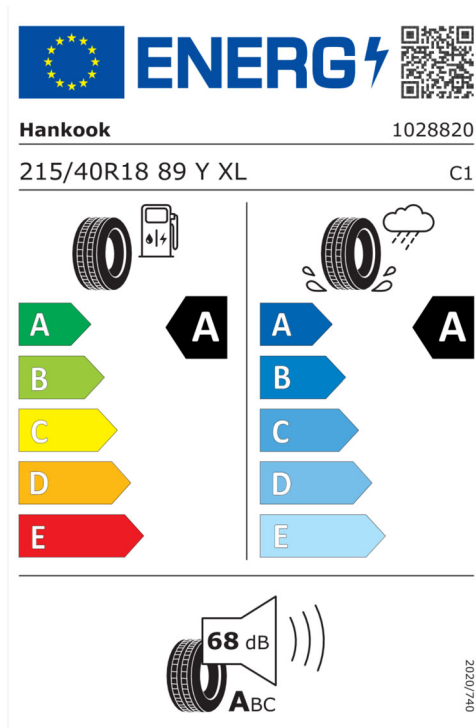 ENERG
Hankook 1028820
215/40R18 89 Y XL C1
A A
A A
B B
C C
D D
E E
68 dB
ABC
2020/740